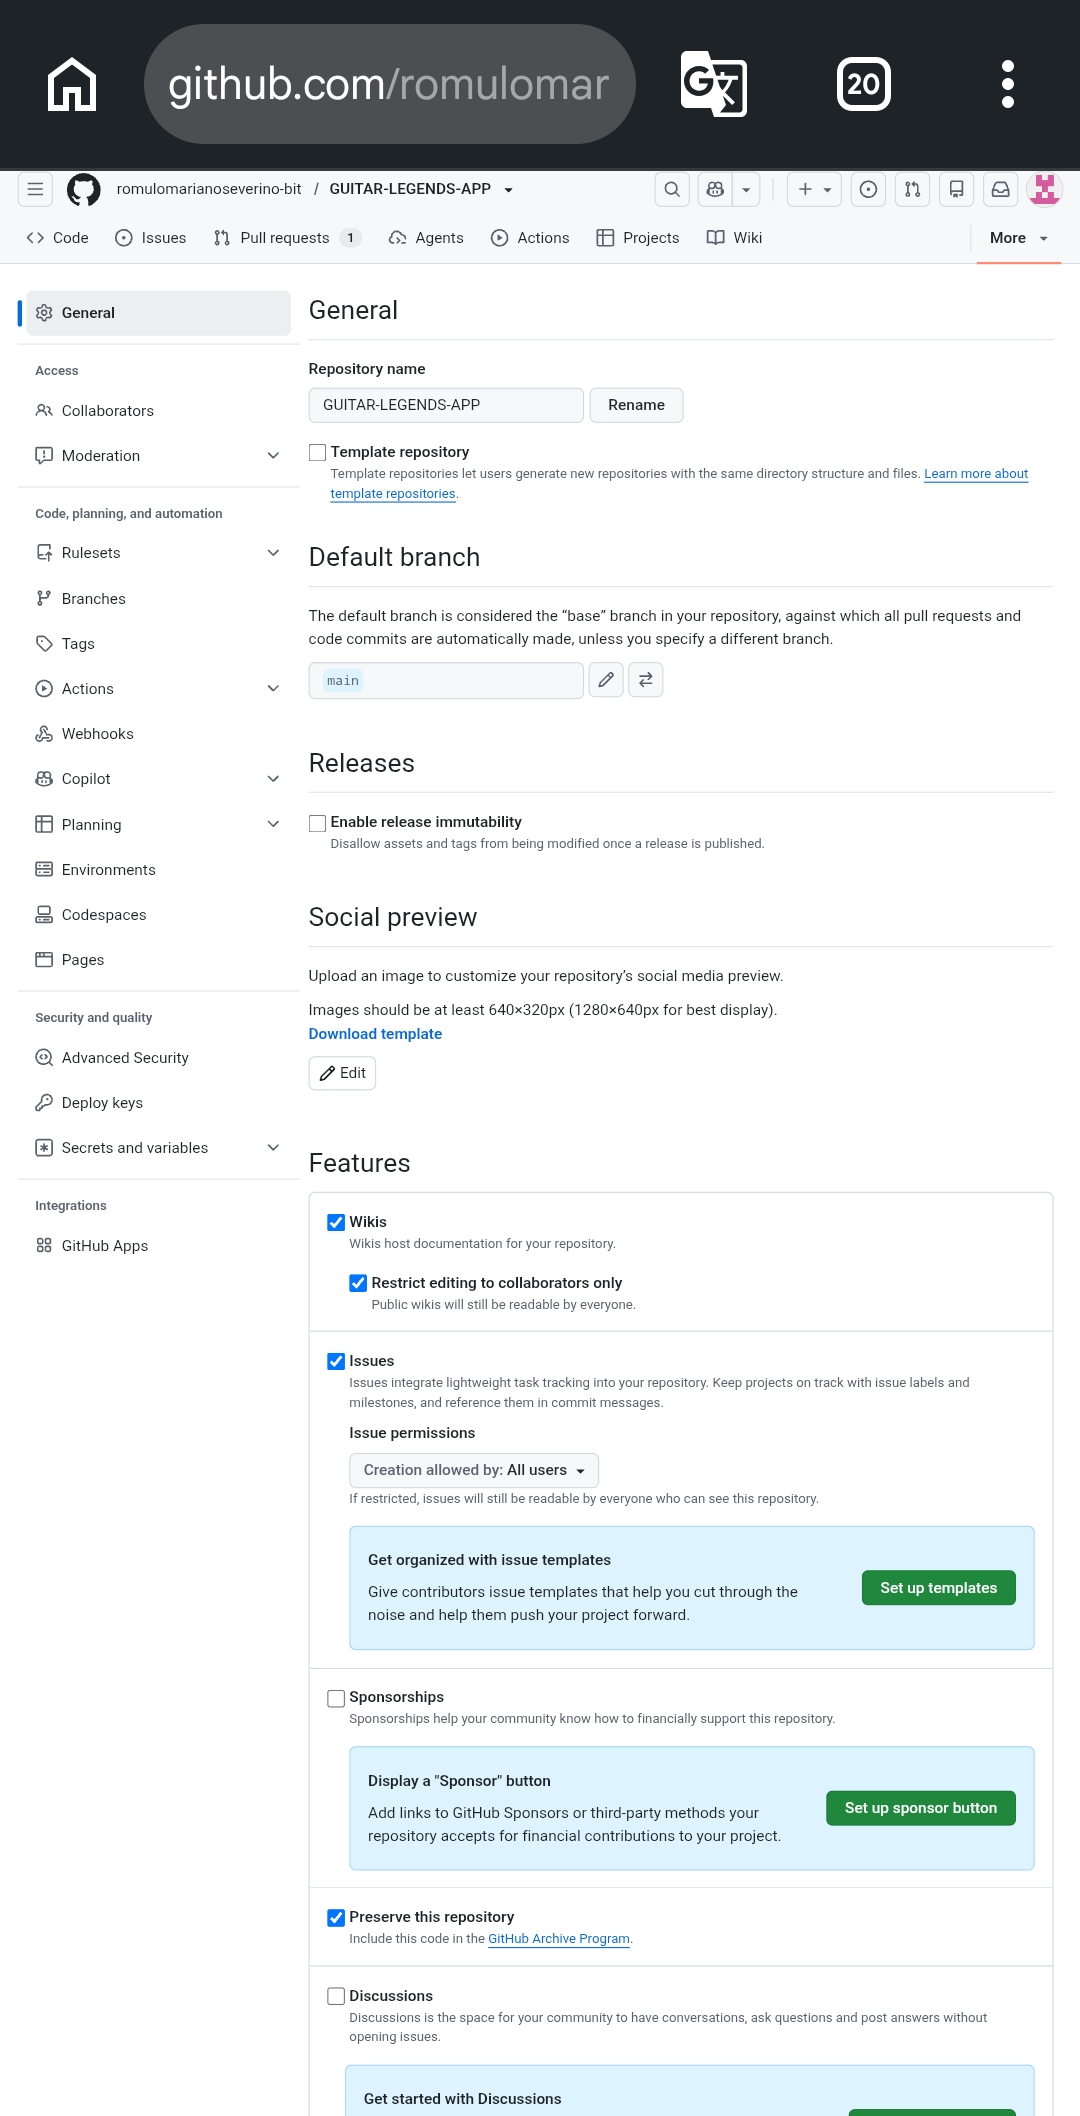 github.com/romulomar
20
romulomarianoseverino-bit / GUITAR-LEGENDS-APP
Code Issues Pull requests 1 Agents Actions Projects Wiki More
General
Access
Collaborators
Moderation
Code, planning, and automation
Rulesets
Branches
Tags
Actions
Webhooks
Copilot
Planning
Environments
Codespaces
Pages
Security and quality
Advanced Security
Deploy keys
Secrets and variables
Integrations
GitHub Apps
General
Repository name
GUITAR-LEGENDS-APP Rename
Template repository
Template repositories let users generate new repositories with the same directory structure and files. Learn more about
template repositories.
Default branch
The default branch is considered the “base” branch in your repository, against which all pull requests and
code commits are automatically made, unless you specify a different branch.
main
Releases
Enable release immutability
Disallow assets and tags from being modified once a release is published.
Social preview
Upload an image to customize your repository’s social media preview.
Images should be at least 640×320px (1280×640px for best display).
Download template
Edit
Features
Wikis
Wikis host documentation for your repository.
Restrict editing to collaborators only
Public wikis will still be readable by everyone.
Issues
Issues integrate lightweight task tracking into your repository. Keep projects on track with issue labels and
milestones, and reference them in commit messages.
Issue permissions
Creation allowed by: All users
If restricted, issues will still be readable by everyone who can see this repository.
Get organized with issue templates
Give contributors issue templates that help you cut through the
noise and help them push your project forward.
Set up templates
Sponsorships
Sponsorships help your community know how to financially support this repository.
Display a "Sponsor" button
Add links to GitHub Sponsors or third-party methods your
repository accepts for financial contributions to your project.
Set up sponsor button
Preserve this repository
Include this code in the GitHub Archive Program.
Discussions
Discussions is the space for your community to have conversations, ask questions and post answers without
opening issues.
Get started with Discussions